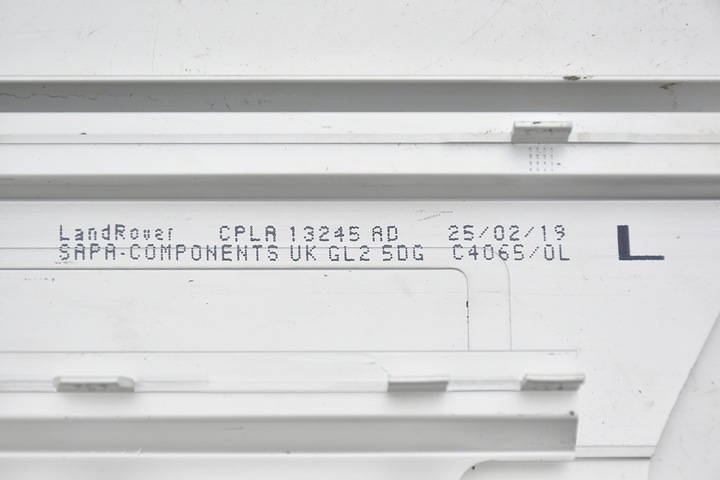 LandRover CPLA 13245 AD 25/02/19
SAPA-COMPONENTS UK GL2 5DG C4065/0L
L